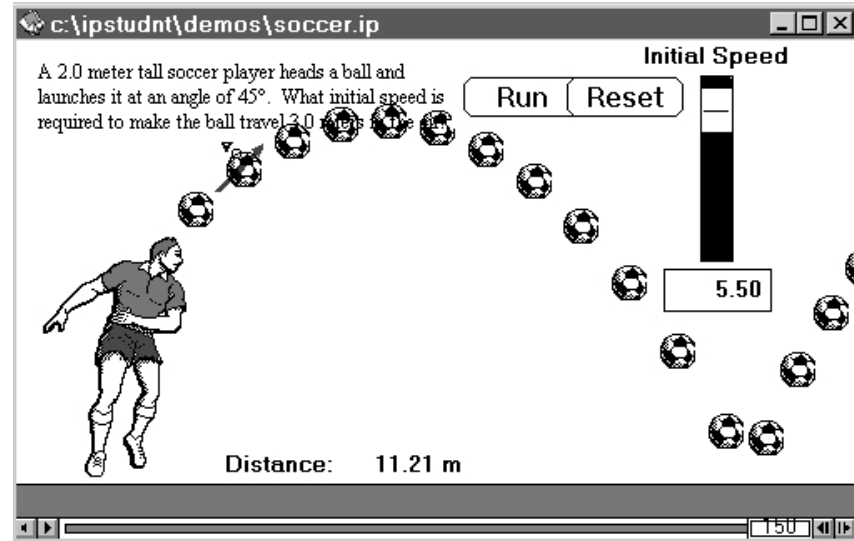 c:\ipstudnt\demos\soccer.ip
Initial Speed
A 2.0 meter tall soccer player heads a ball and
launches it at an angle of 45°. What initial speed is
required to make the ball travel 3.0
Run Reset
V₀
5.50
Distance: 11.21 m
150